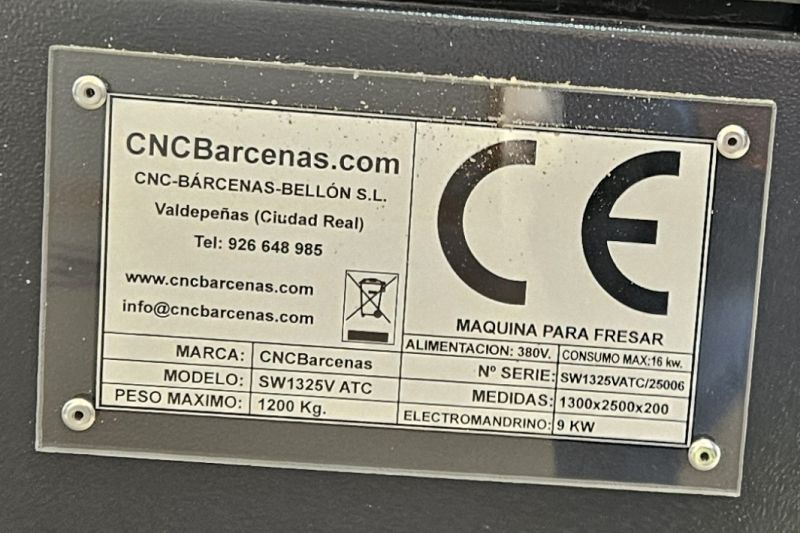 CNCBarcenas.com
CNC-BÁRCENAS-BELLÓN S.L.
Valdepeñas (Ciudad Real)
Tel: 926 648 985
www.cncbarcenas.com
info@cncbarcenas.com
CE
MAQUINA PARA FRESAR
MARCA: CNCBarcenas
MODELO: SW1325V ATC
PESO MAXIMO: 1200 Kg.
ALIMENTACION: 380V. CONSUMO MAX:16 kw.
Nº SERIE: SW1325VATC/25006
MEDIDAS: 1300x2500x200
ELECTROMANDRINO: 9 KW